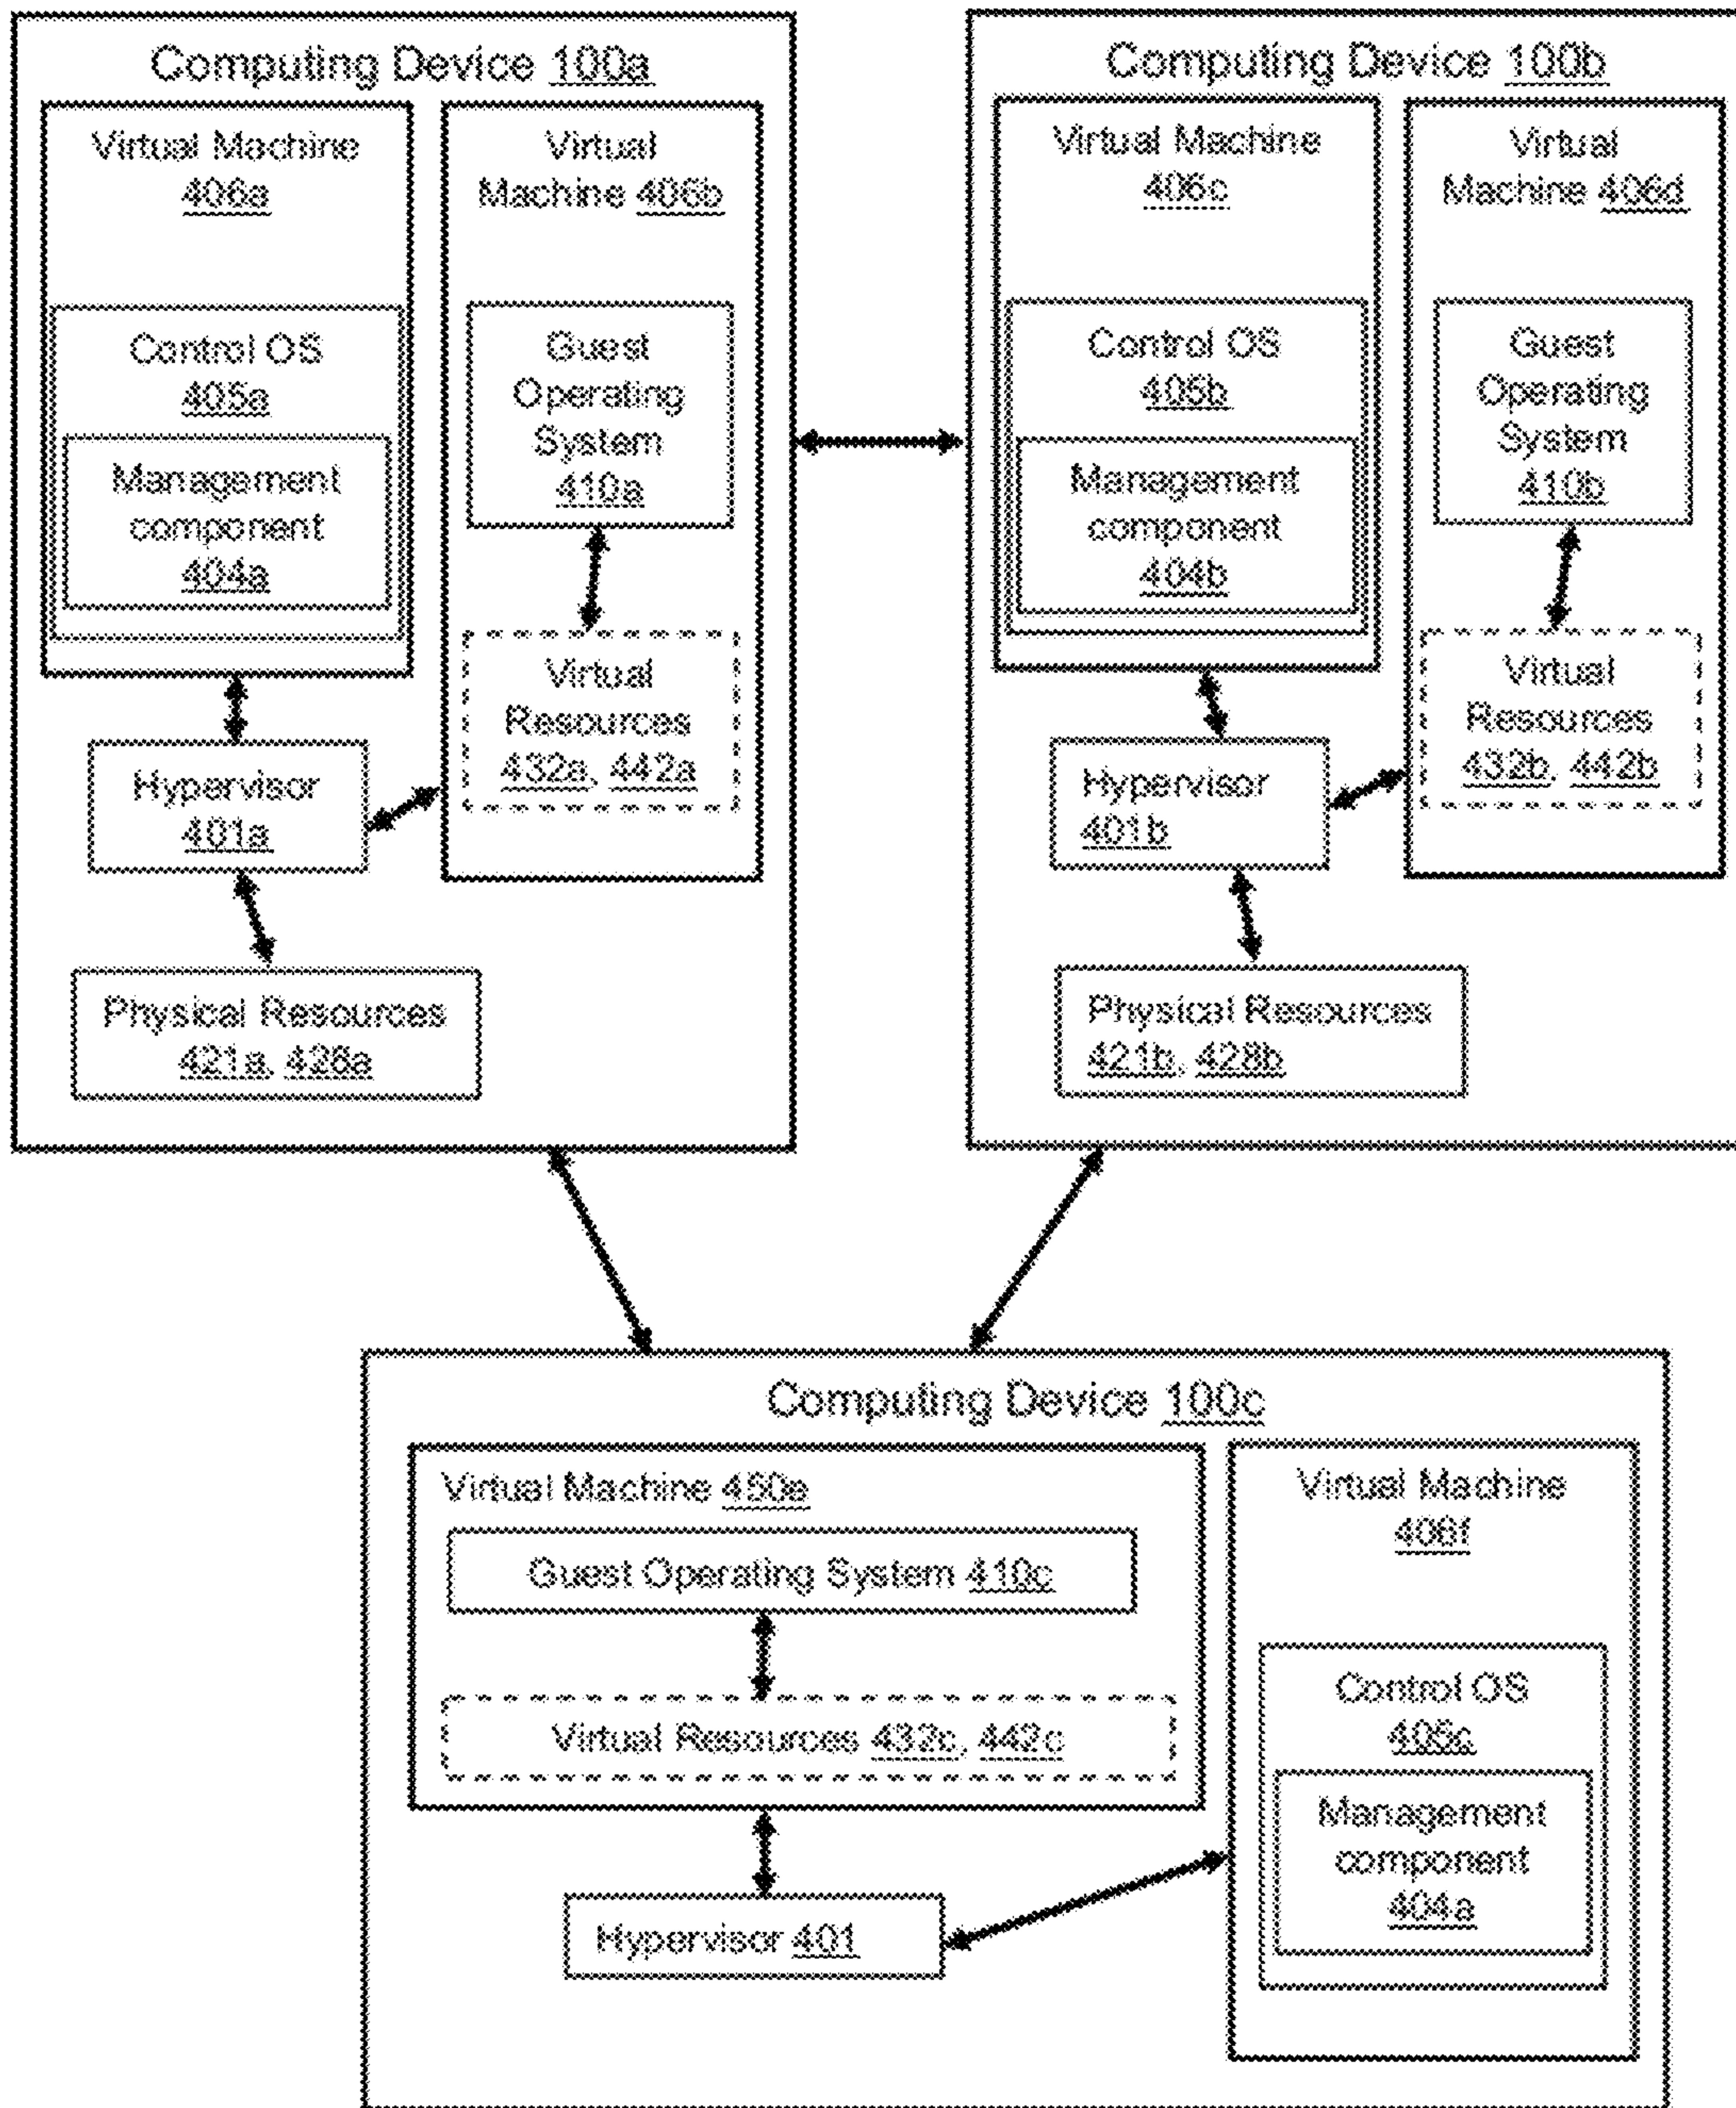 Computing Device 100a
Virtual Machine
406a
Control OS
405a
Management
component
404a
Virtual
Machine 406b
Guest
Operating
System
410a
Virtual
Resources
432a, 442a
Hypervisor
401a
Physical Resources
421a, 428a
Computing Device 100b
Virtual Machine
406c
Control OS
405b
Management
component
404b
Virtual
Machine 406d
Guest
Operating
System
410b
Virtual
Resources
432b, 442b
Hypervisor
401b
Physical Resources
421b, 428b
Computing Device 100c
Virtual Machine 450e
Guest Operating System 410c
Virtual Resources 432c, 442c
Hypervisor 401
Virtual Machine
406f
Control OS
405c
Management
component
404a